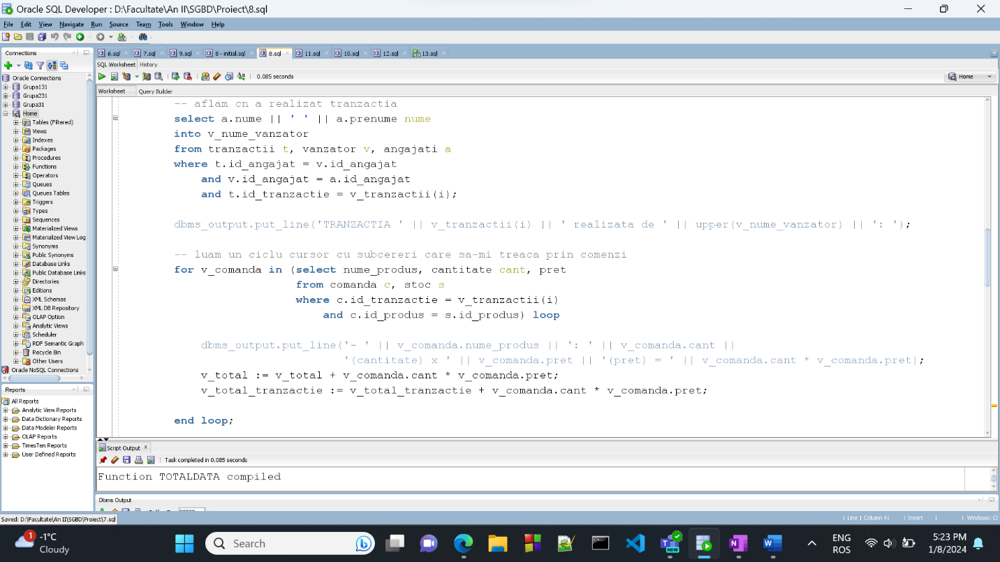 Oracle SQL Developer : D:\Facultate\An II\SGBD\Proiect\8.sql
File Edit View Navigate Run Source Team Tools Window Help
Connections
6.sql 7.sql 9.sql 8 - initial.sql 8.sql 11.sql 10.sql 12.sql 13.sql
SQL Worksheet History
0.085 seconds
Home
Worksheet Query Builder
Oracle Connections
Grupa131
Grupa231
Grupa31
Home
Tables (Filtered)
Views
Indexes
Packages
Procedures
Functions
Operators
Queues
Queues Tables
Triggers
Types
Sequences
Materialized Views
Materialized View Log
Synonyms
Public Synonyms
Database Links
Public Database Links
Directories
Editions
XML Schemas
XML DB Repository
OLAP Option
Analytic Views
Scheduler
RDF Semantic Graph
Recycle Bin
Other Users
Oracle NoSQL Connections
-- aflam cn a realizat tranzactia
select a.nume || ' ' || a.prenume nume
into v_nume_vanzator
from tranzactii t, vanzator v, angajati a
where t.id_angajat = v.id_angajat
and v.id_angajat = a.id_angajat
and t.id_tranzactie = v_tranzactii(i);
dbms_output.put_line('TRANZACTIA ' || v_tranzactii(i) || ' realizata de ' || upper(v_nume_vanzator) || ': ');
-- luam un ciclu cursor cu subcereri care sa-mi treaca prin comenzi
for v_comanda in (select nume_produs, cantitate cant, pret
from comanda c, stoc s
where c.id_tranzactie = v_tranzactii(i)
and c.id_produs = s.id_produs) loop
dbms_output.put_line('- ' || v_comanda.nume_produs || ': ' || v_comanda.cant ||
'(cantitate) x ' || v_comanda.pret || '(pret) = ' || v_comanda.cant * v_comanda.pret);
v_total := v_total + v_comanda.cant * v_comanda.pret;
v_total_tranzactie := v_total_tranzactie + v_comanda.cant * v_comanda.pret;
end loop;
Reports
All Reports
Analytic View Reports
Data Dictionary Reports
Data Modeler Reports
OLAP Reports
TimesTen Reports
User Defined Reports
Script Output
Task completed in 0.085 seconds
Function TOTALDATA compiled
Dbms Output
Saved: D:\Facultate\An II\SGBD\Proiect\7.sql
Line 1 Column 41 Insert Windows: Cl
1
-1°C
Cloudy
Search
NEW
ENG
ROS
5:23 PM
1/8/2024